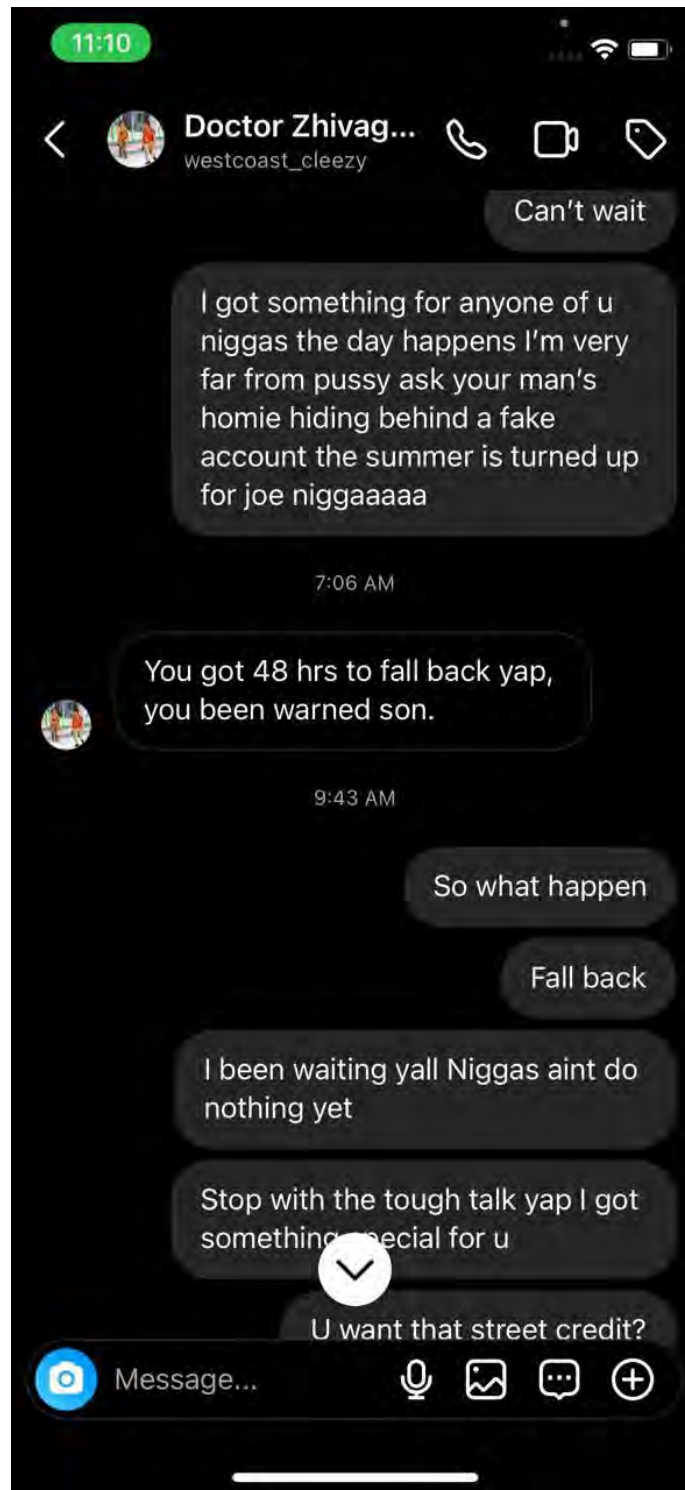 11:10
Doctor Zhivag...
westcoast_cleezy
Can't wait
I got something for anyone of u
niggas the day happens I'm very
far from pussy ask your man's
homie hiding behind a fake
account the summer is turned up
for joe niggaaaaa
7:06 AM
You got 48 hrs to fall back yap,
you been warned son.
9:43 AM
So what happen
Fall back
I been waiting yall Niggas aint do
nothing yet
Stop with the tough talk yap I got
something for u
U want that street credit?
Message...